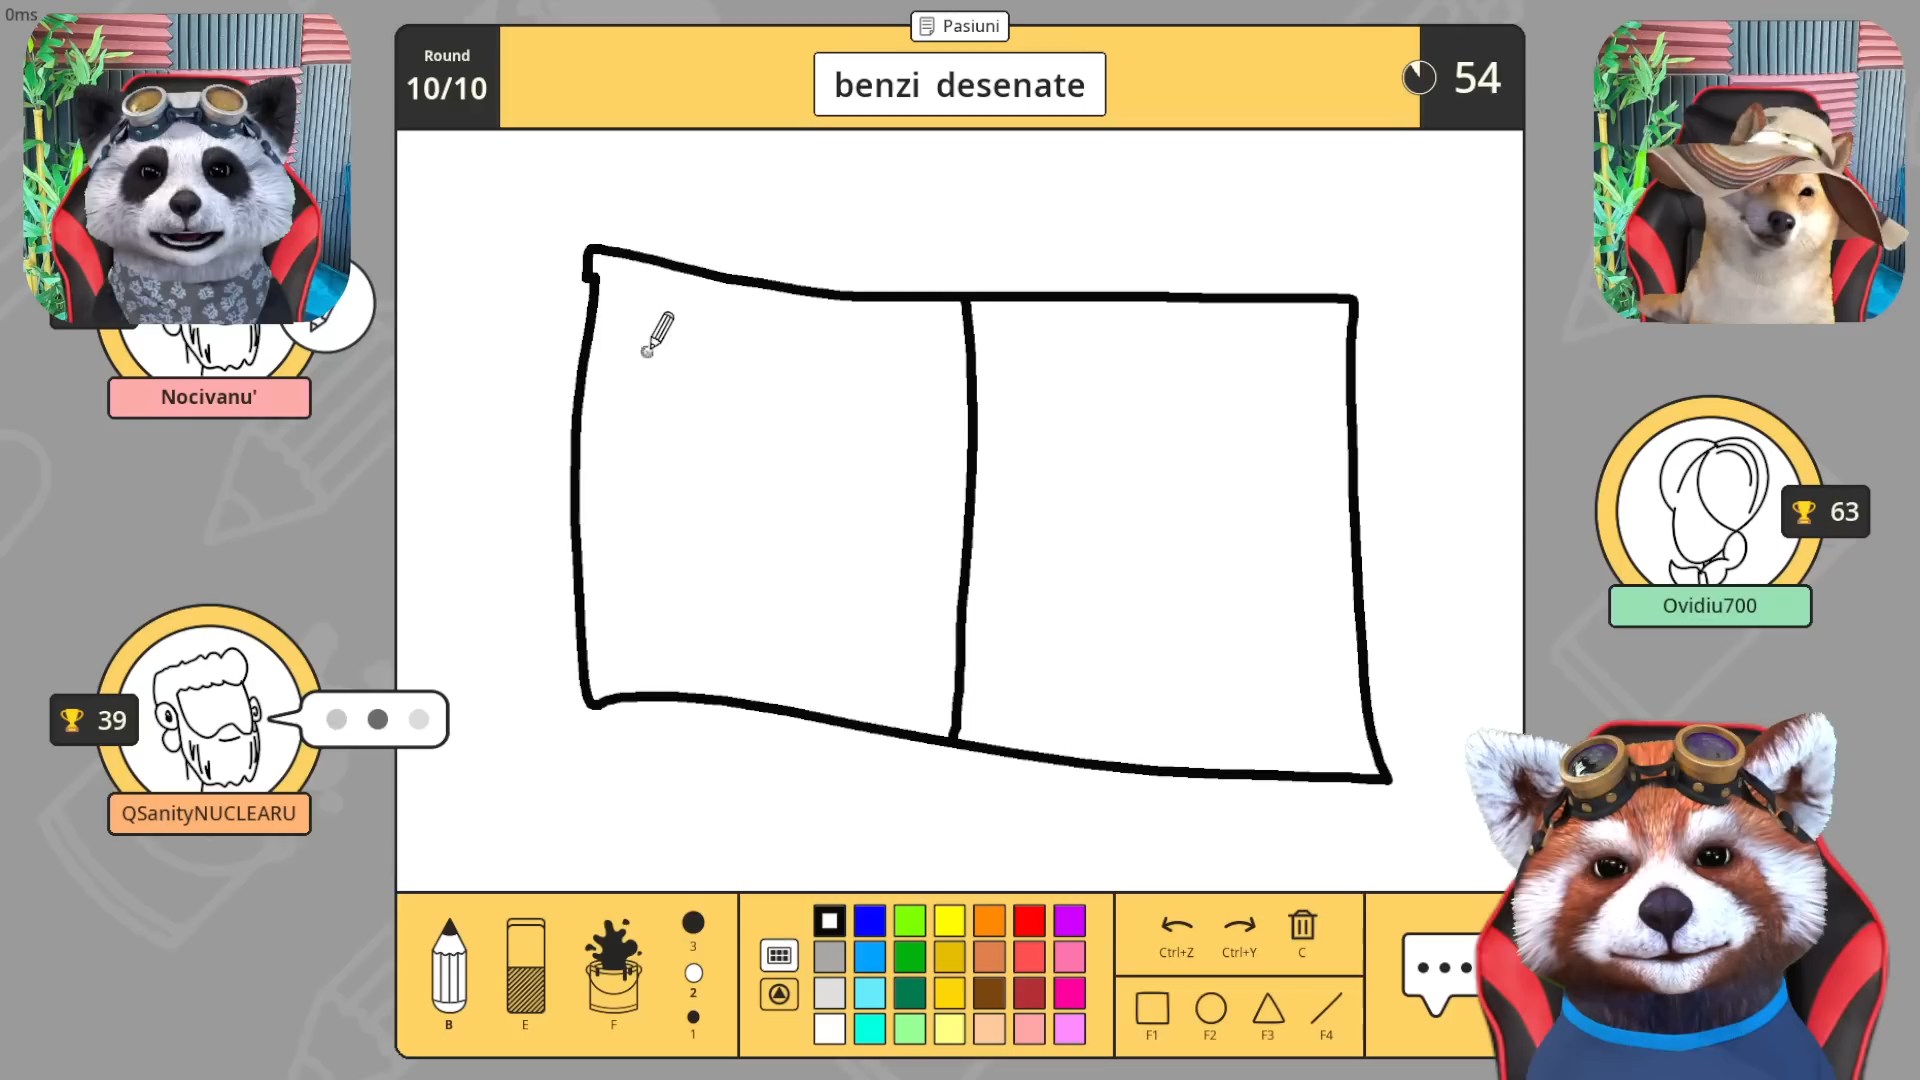 0ms
Pasiuni
Round
10/10
benzi desenate
54
Nocivanu'
63
Ovidiu700
39
QSanityNUCLEARU
B
E
F
3
2
1
Ctrl+Z
Ctrl+Y
C
F1
F2
F3
F4